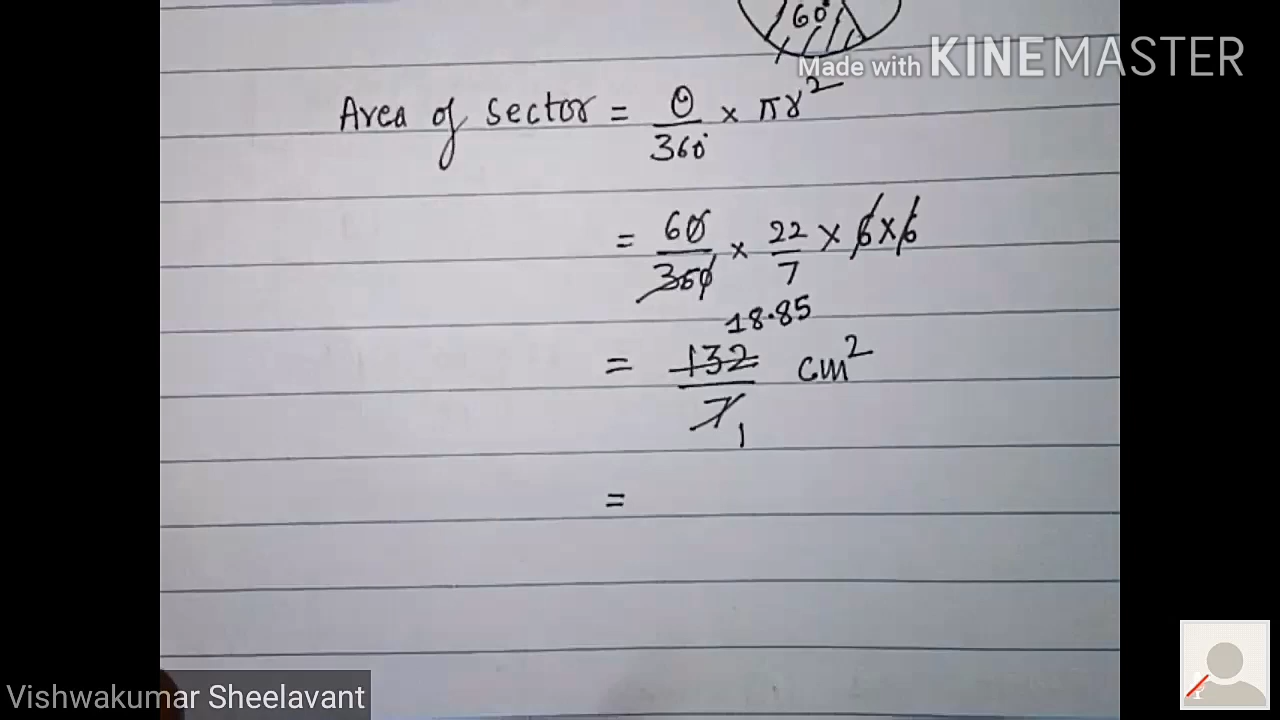 60°
Made with KINEMASTER
Area of sector = θ/360° × πr²
= 60/360 × 22/7 × 6×6
18.85
= 132/7 cm²
1
=
Vishwakumar Sheelavant